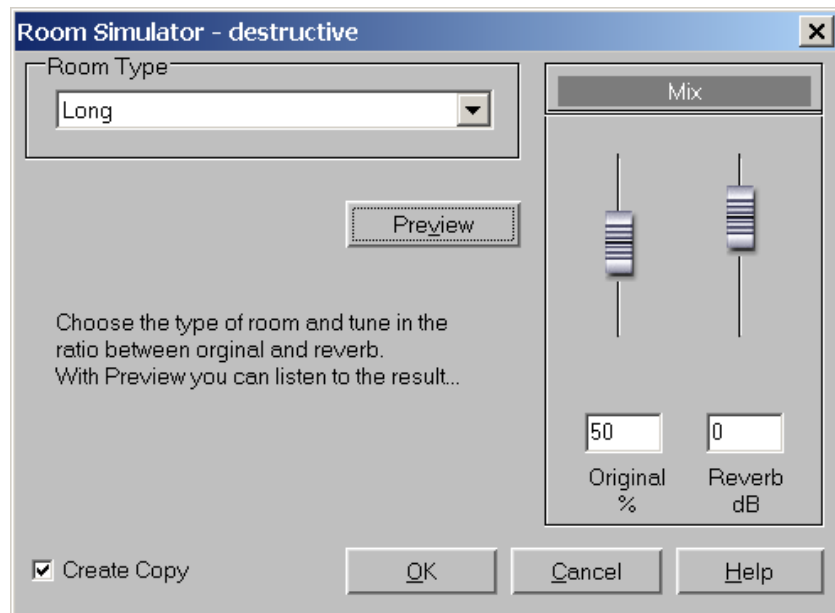 Room Simulator - destructive
Room Type
Long
Preview
Choose the type of room and tune in the
ratio between orginal and reverb.
With Preview you can listen to the result...
Mix
50
0
Original
%
Reverb
dB
Create Copy
OK
Cancel
Help